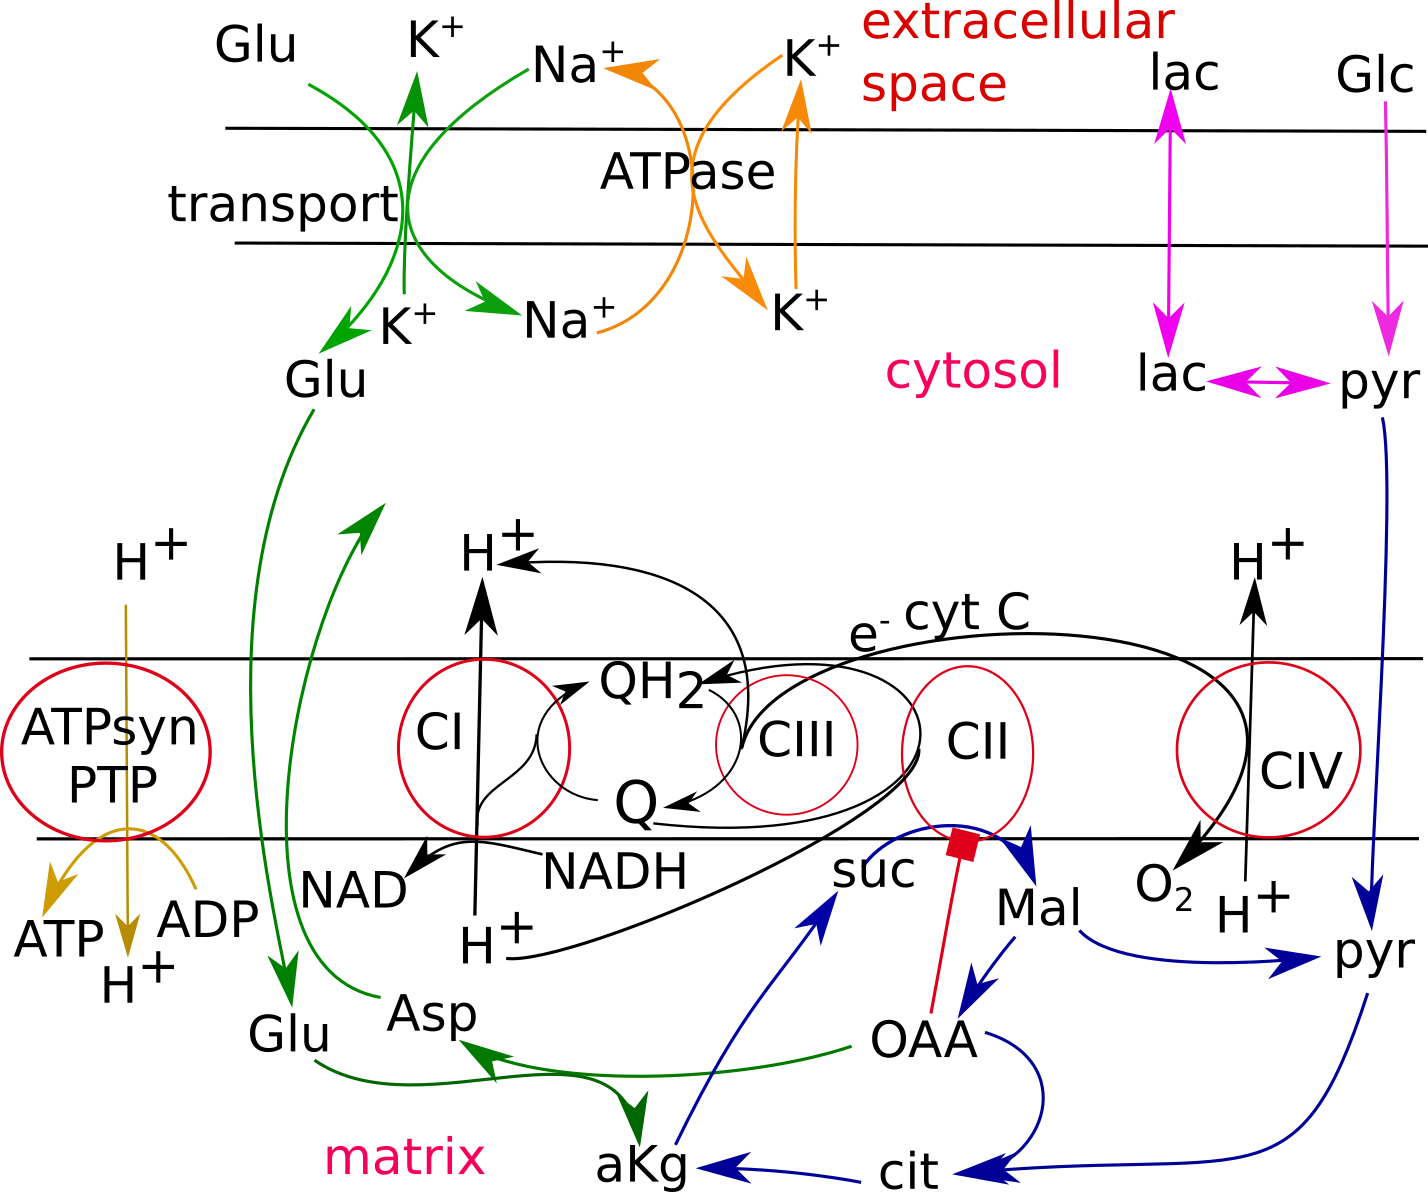 Glu
K+
Na+
K+
extracellular
space
lac
Glc
transport
ATPase
K+
Na+
K+
Glu
cytosol
lac
pyr
H+
H+
e- cyt C
H+
ATPsyn
PTP
CI
QH2
Q
CIII
CII
CIV
NAD
NADH
suc
Mal
O2
H+
ATP
ADP
H+
H+
pyr
Glu
Asp
OAA
matrix
aKg
cit